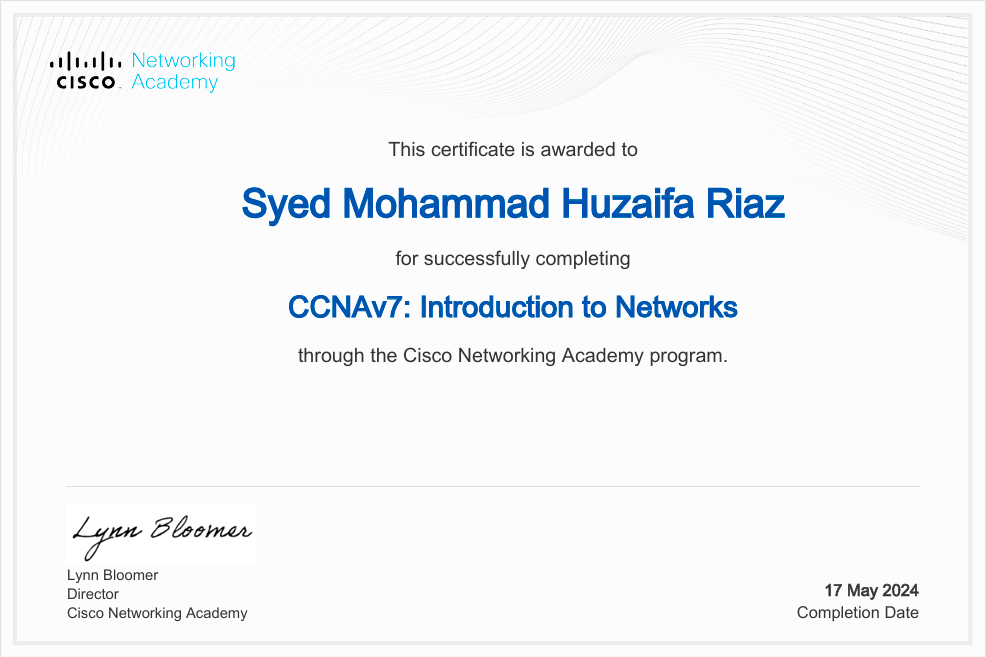 Networking
CISCO Academy
This certificate is awarded to
Syed Mohammad Huzaifa Riaz
for successfully completing
CCNAv7: Introduction to Networks
through the Cisco Networking Academy program.
Lynn Bloomer
Lynn Bloomer
Director
Cisco Networking Academy
17 May 2024
Completion Date